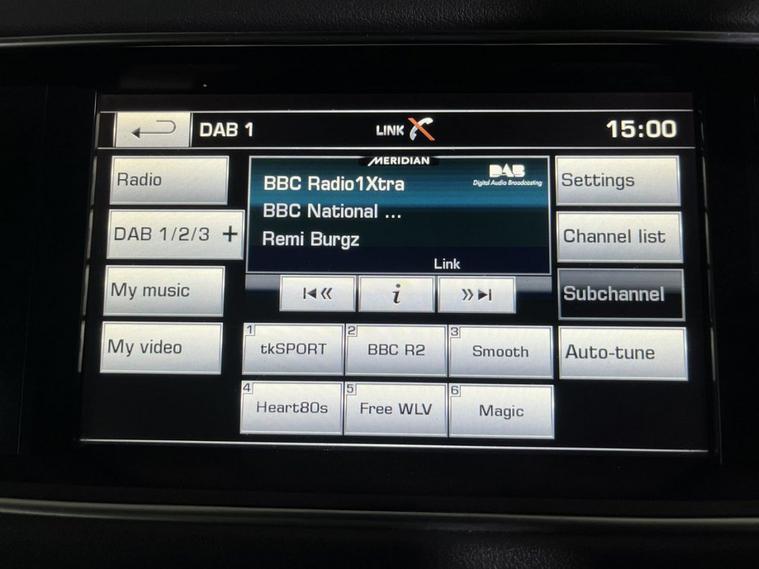 DAB 1
LINK
15:00
MERIDIAN
DAB
Digital Audio Broadcasting
Radio
BBC Radio1Xtra
Settings
BBC National ...
DAB 1/2/3 +
Remi Burgz
Channel list
Link
My music
i
Subchannel
My video
1 tkSPORT
2 BBC R2
3 Smooth
Auto-tune
4 Heart80s
5 Free WLV
6 Magic